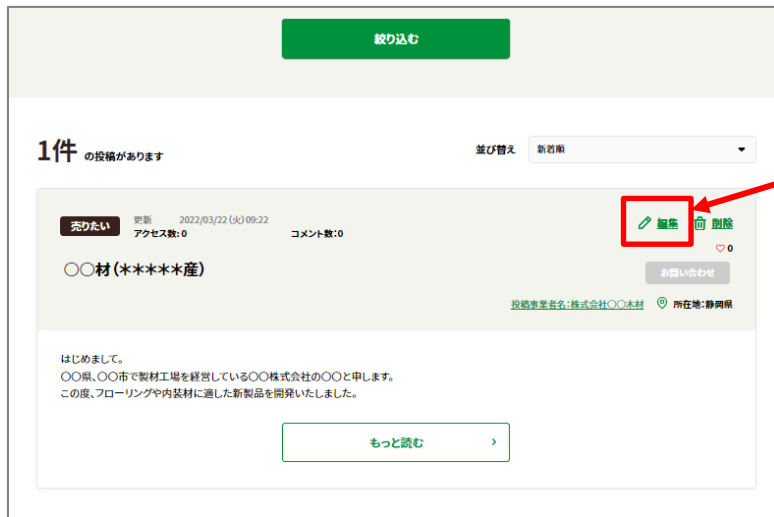 絞り込む
1件 の投稿があります
並び替え 新着順
売りたい 更新 2022/03/22(火)09:22
アクセス数:0 コメント数:0
編集 削除
0
〇〇材(*****産)
お問い合わせ
投稿事業者名:株式会社〇〇木材 所在地:静岡県
はじめまして。
〇〇県、〇〇市で製材工場を経営している〇〇株式会社の〇〇と申します。
この度、フローリングや内装材に適した新製品を開発いたしました。
もっと読む